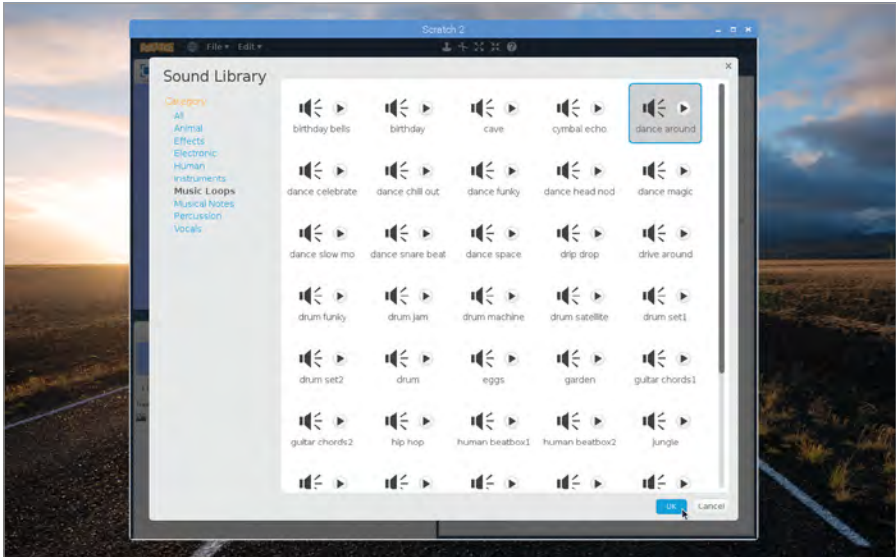 Scratch 2
File Edit
Sound Library
Category
All
Animal
Effects
Electronic
Human
Instruments
Music Loops
Musical Notes
Percussion
Vocals
birthday bells birthday cave cymbal echo dance around
dance celebrate dance chill out dance funky dance head nod dance magic
dance slow mo dance snare beat dance space drip drop drive around
drum funky drum jam drum machine drum satellite drum set1
drum set2 drum eggs garden guitar chords1
guitar chords2 hip hop human beatbox1 human beatbox2 jungle
OK Cancel